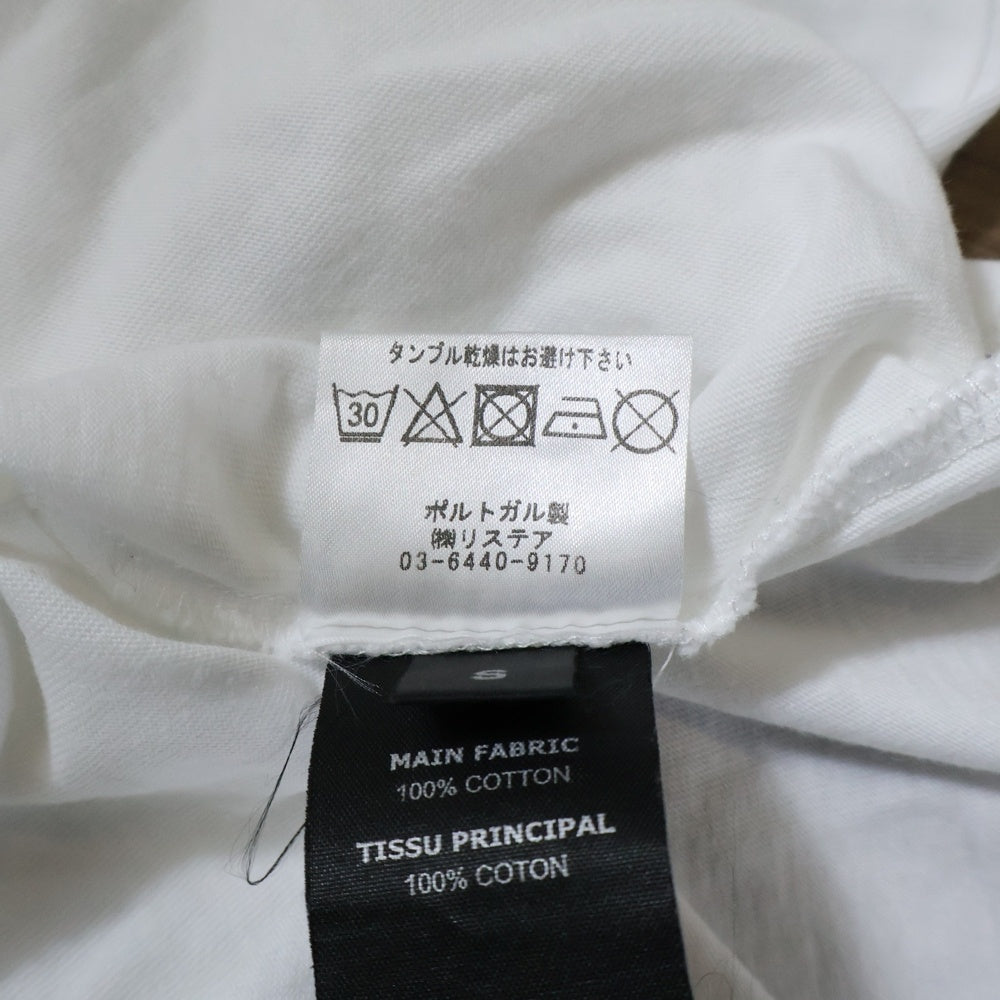 タンブル乾燥はお避け下さい
30
ポルトガル製
㈱リステア
03-6440-9170
S
MAIN FABRIC
100% COTTON
TISSU PRINCIPAL
100% COTON